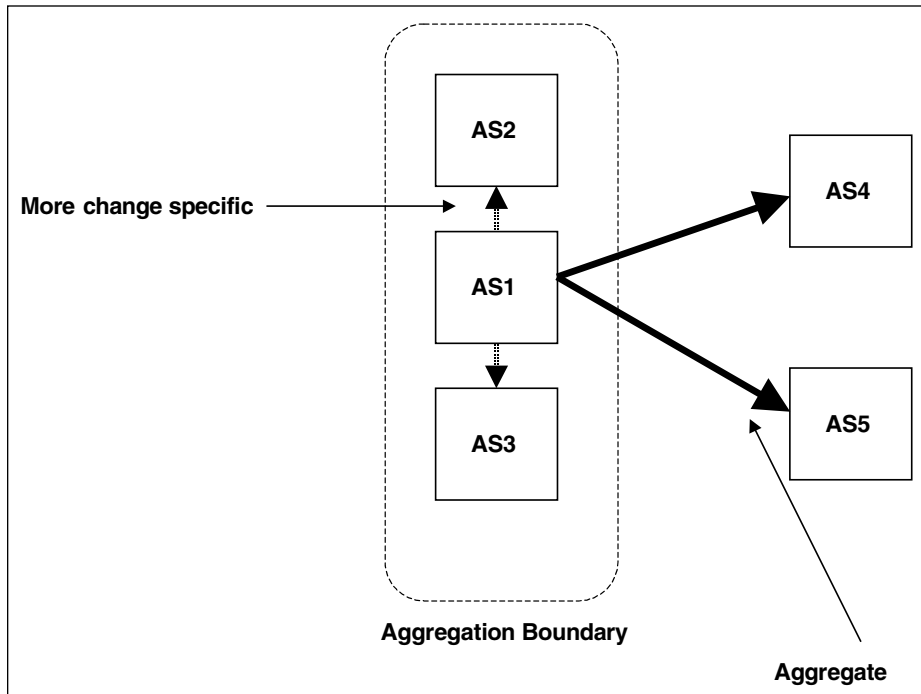 AS2
AS4
More change specific
AS1
AS5
AS3
Aggregation Boundary
Aggregate